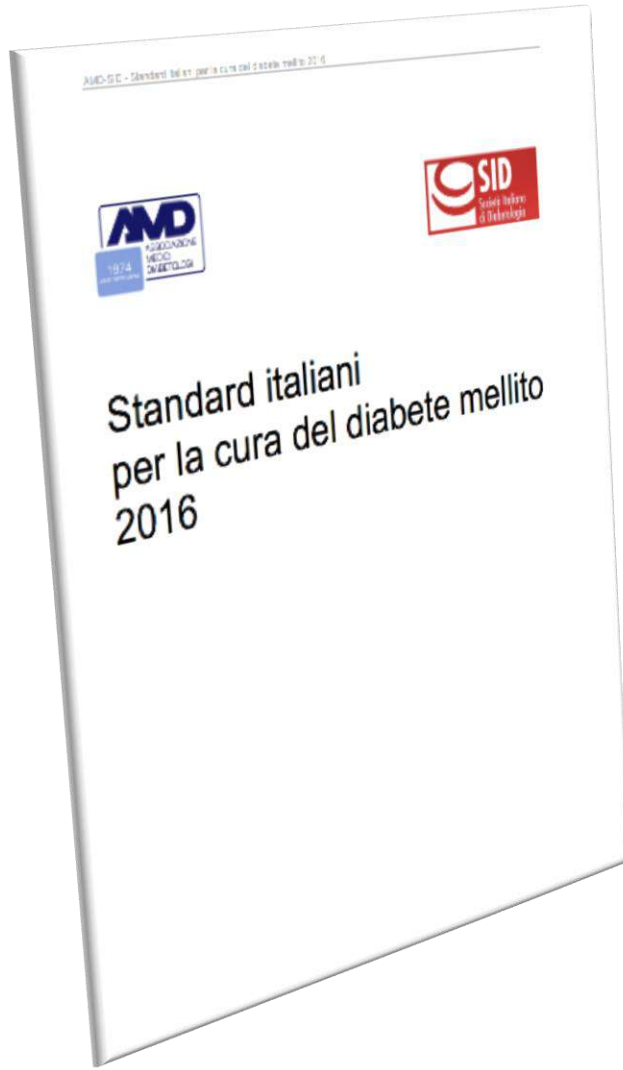 AMD-SID - Standard italiani per la cura del diabete mellito 2016
AMD
ASSOCIAZIONE
MEDICI
DIABETOLOGI
1974
SID
Società Italiana
di Diabetologia
Standard italiani
per la cura del diabete mellito
2016